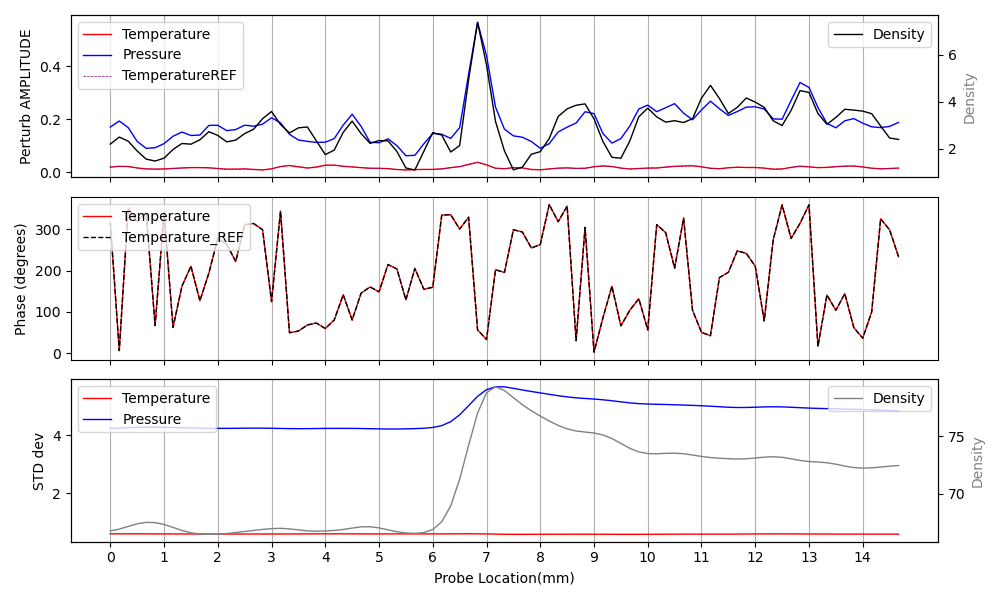 Temperature
Pressure
TemperatureREF
Density
Perturb AMPLITUDE
0.4
0.2
0.0
6
4
2
Density
Temperature
Temperature_REF
Phase (degrees)
300
200
100
0
Temperature
Pressure
Density
STD dev
4
2
75
70
Density
0 1 2 3 4 5 6 7 8 9 10 11 12 13 14
Probe Location(mm)